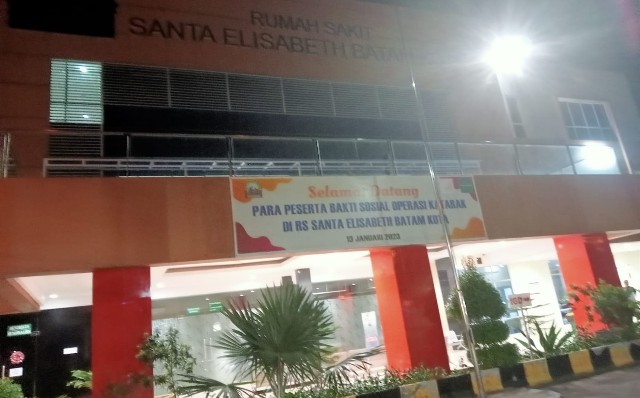 RUMAH SAKIT
SANTA ELISABETH BATAM
Selamat Datang
PARA PESERTA BAKTI SOSIAL OPERASI KATARAK
DI RS SANTA ELISABETH BATAM KOTA
13 JANUARI 2023